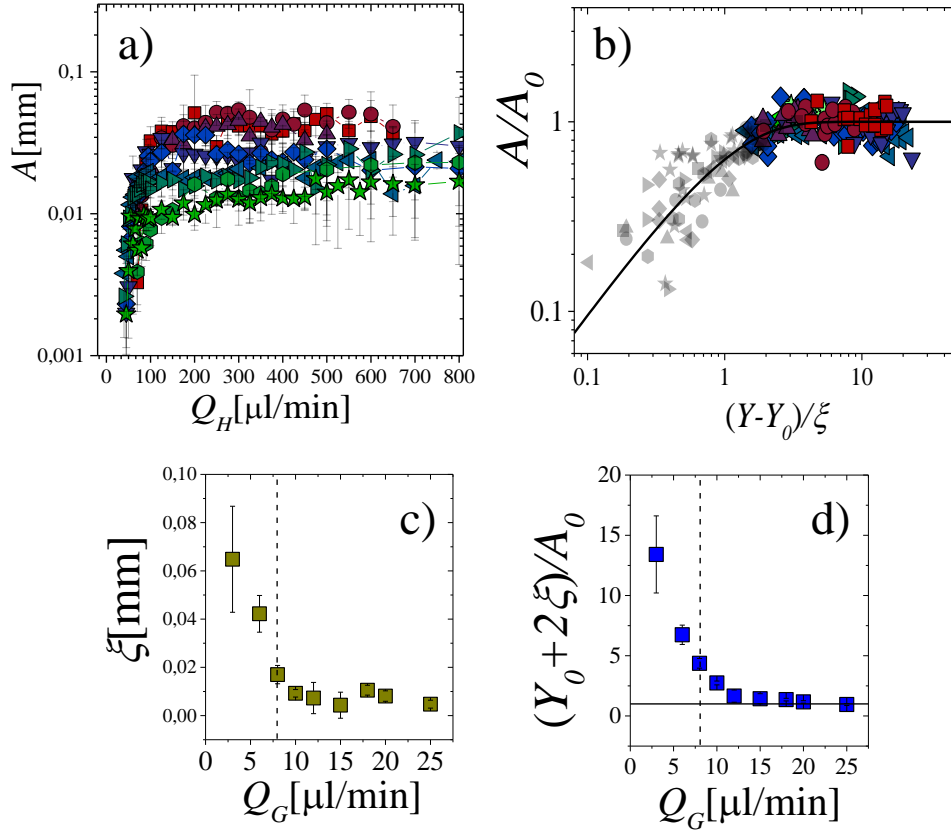 a)
A[mm]
0,1
0,01
0,001
0 100 200 300 400 500 600 700 800
Q_H[µl/min]
b)
A/A_0
1
0.1
0.1 1 10
(Y-Y_0)/ξ
c)
ξ[mm]
0,10
0,08
0,06
0,04
0,02
0,00
0 5 10 15 20 25
Q_G[µl/min]
d)
(Y_0+2ξ)/A_0
20
15
10
5
0
0 5 10 15 20 25
Q_G[µl/min]